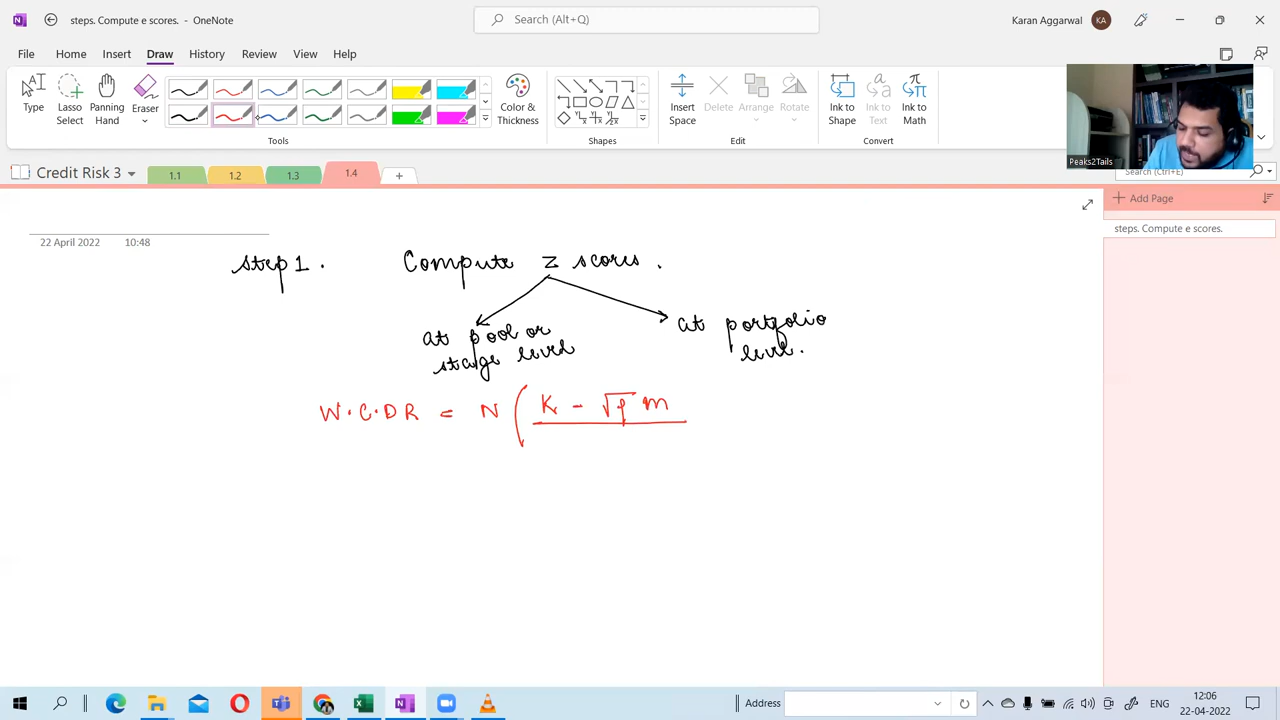 steps. Compute e scores. - OneNote
Search (Alt+Q)
Karan Aggarwal KA
File Home Insert Draw History Review View Help
Type Lasso Select Panning Hand Eraser Color & Thickness Insert Space Delete Arrange Rotate Ink to Shape Ink to Text Ink to Math
Tools Shapes Edit Convert
Peaks2Tails
Credit Risk 3 1.1 1.2 1.3 1.4
Search (Ctrl+E)
Add Page
steps. Compute e scores.
22 April 2022 10:48
step 1. Compute z scores.
at pool or stage level
at portfolio level.
W.C.DR = N ( K - √ρ m
Address
ENG
12:06
22-04-2022